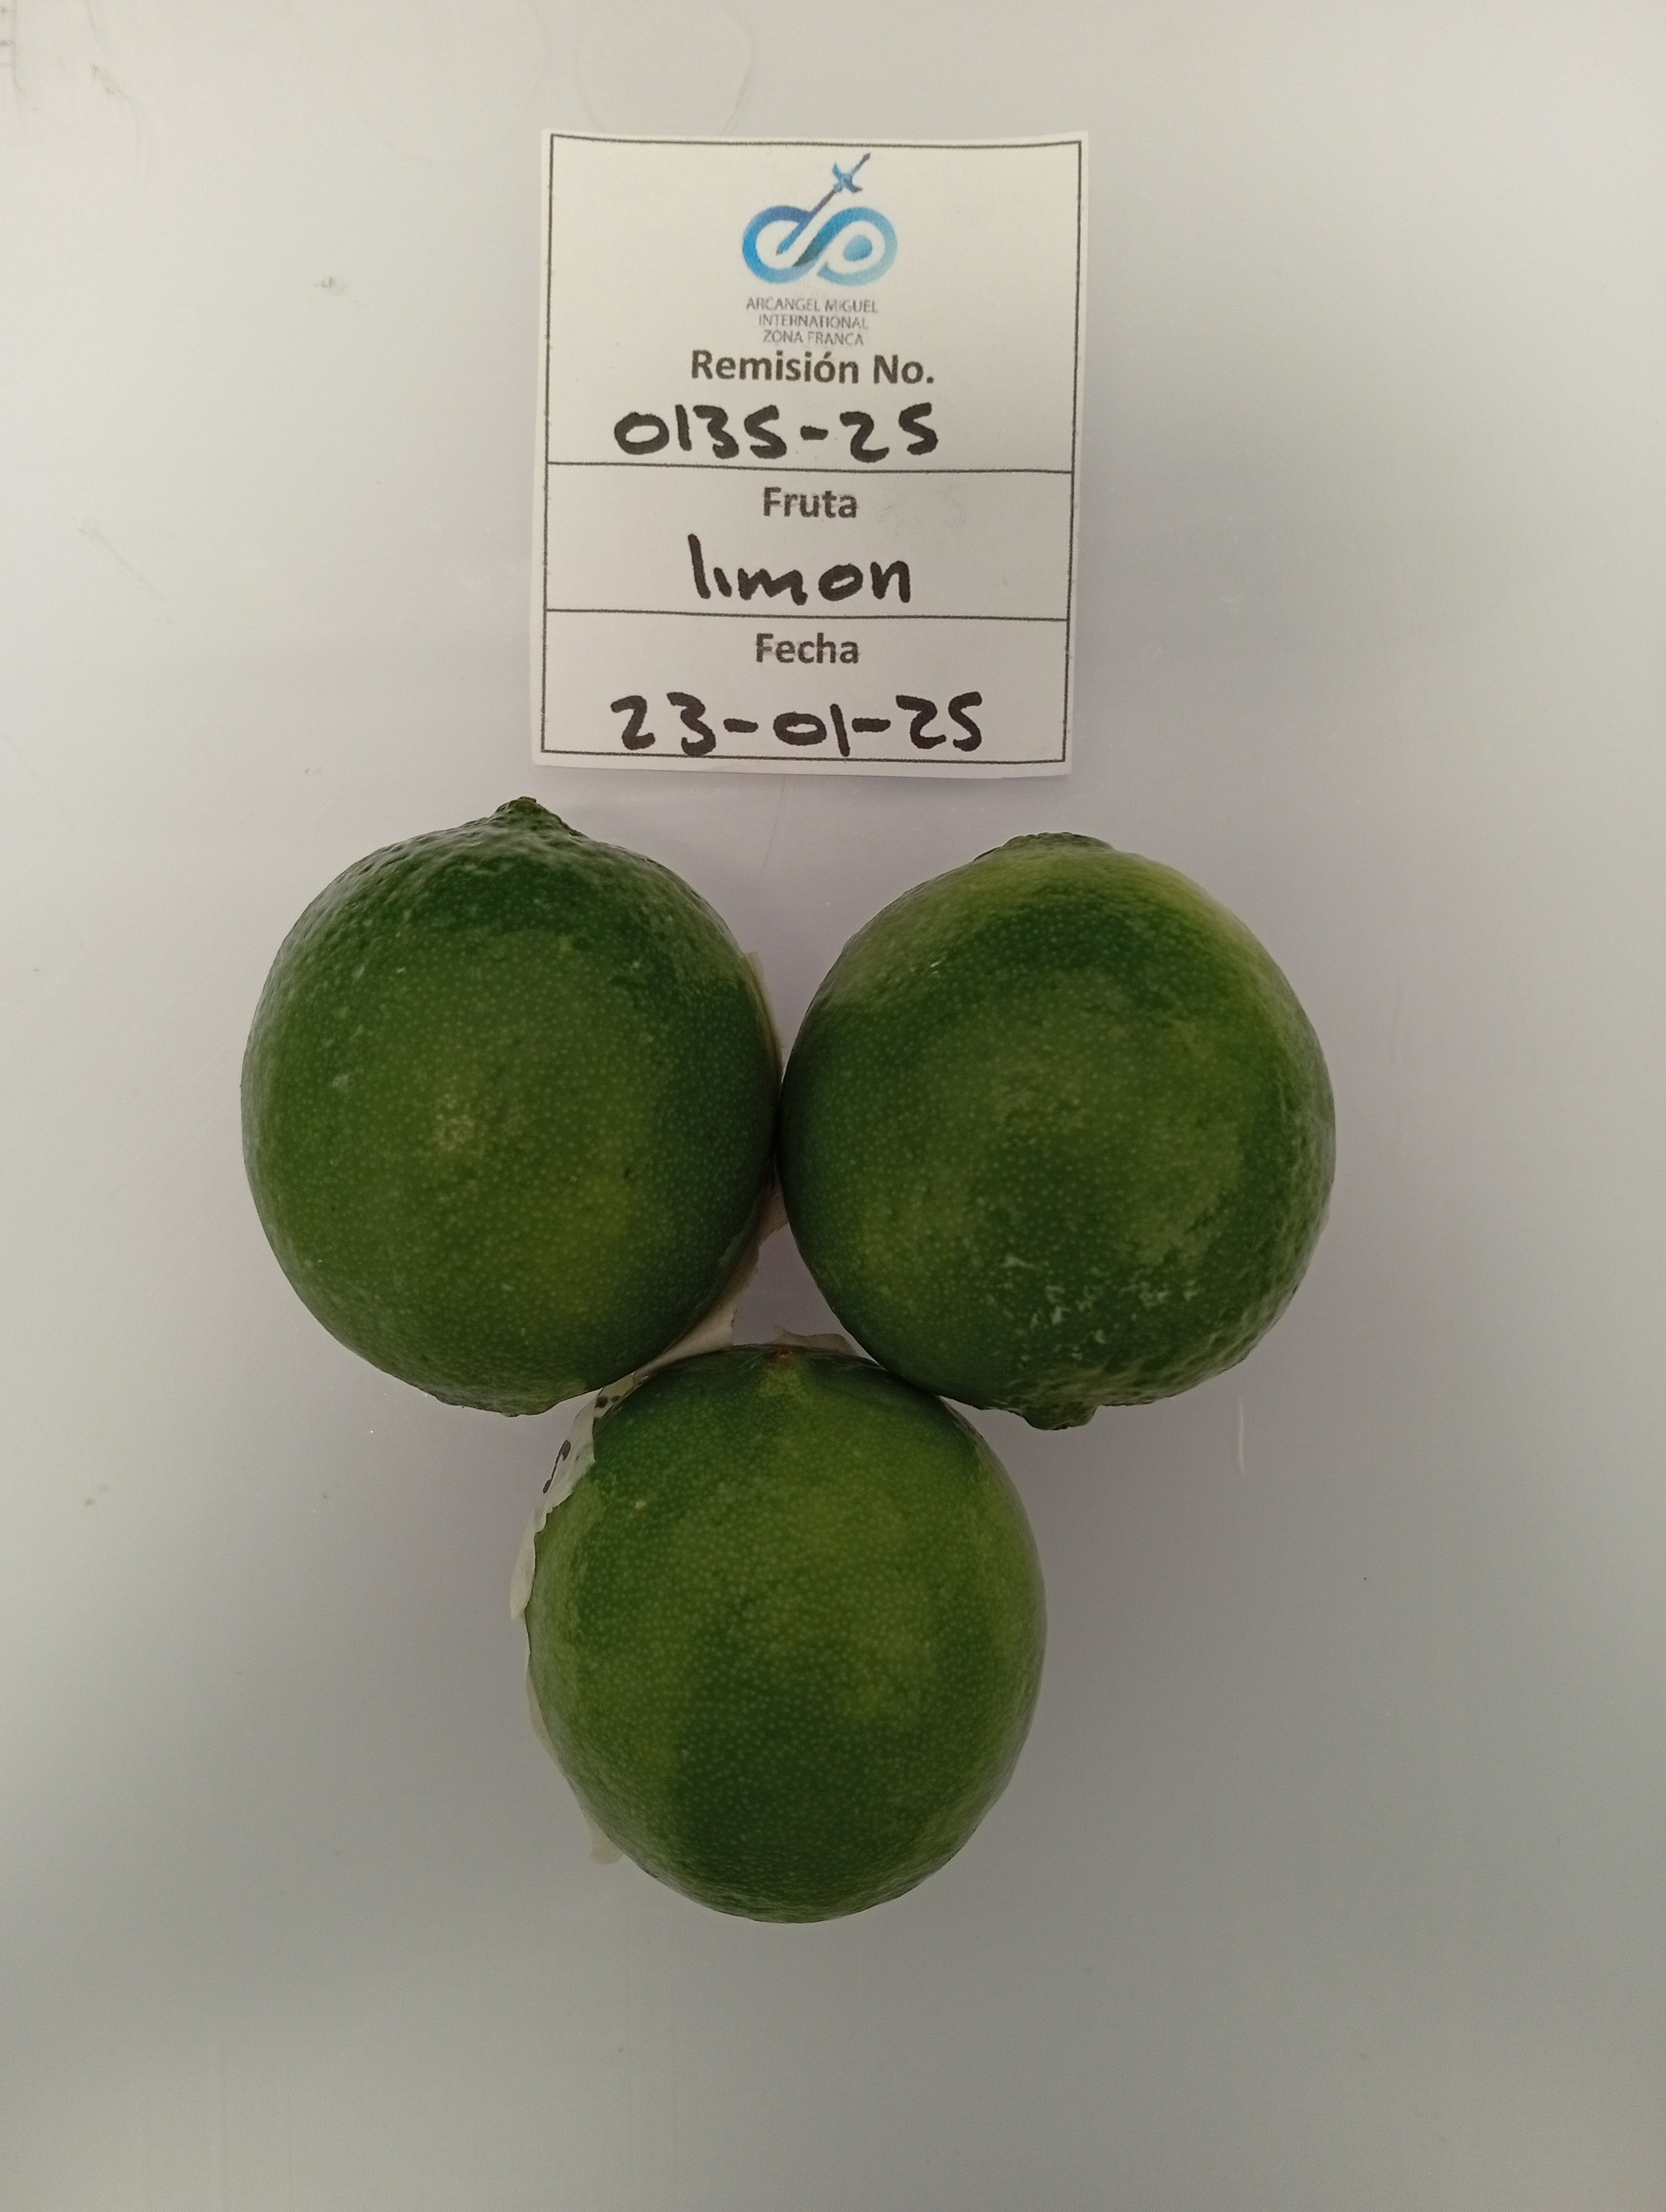 ARCANGEL MIGUEL
INTERNATIONAL
ZONA FRANCA
Remisión No.
0135-25
Fruta
limon
Fecha
23-01-25